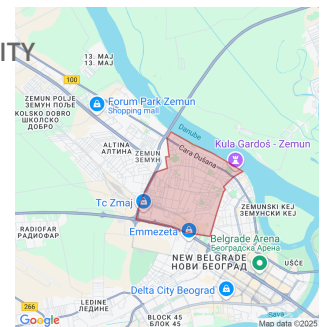 ITY
13. MAJ
13. МАЈ
100
ZEMUN POLJE
ЗЕМУН ПОЉЕ
KOLSKO DOBRO
ШКОЛСКО
ДОБРО
Forum Park Zemun
Shopping mall
Danube
ALTINA
АЛТИНА
ZEMUN
ЗЕМУН
Cara Dušana
Kula Gardoš - Zemun
Tc Zmaj
ZEMUNSKI KEJ
ЗЕМУНСКИ КЕЈ
RADIOFAR
РАДИОФАР
Emmezeta
Belgrade Arena
Београдска Арена
NEW BELGRADE
НОВИ БЕОГРАД
UŠĆE
УШЋЕ
Delta City Beograd
LEDINE
ЛЕДИНЕ
266
BLOCK 45
БЛОК 45
Sava
Google
Map data ©2025